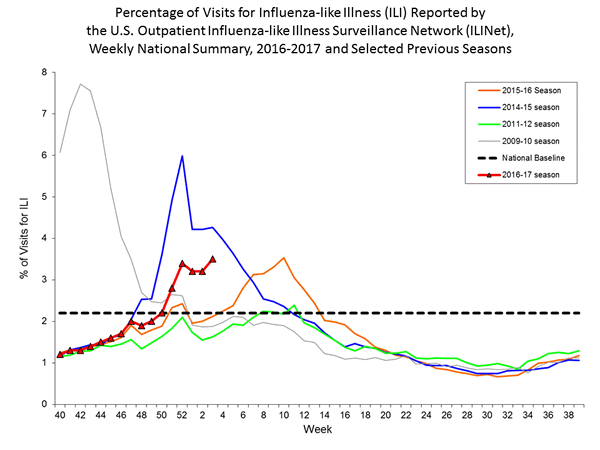 Percentage of Visits for Influenza-like Illness (ILI) Reported by
the U.S. Outpatient Influenza-like Illness Surveillance Network (ILINet),
Weekly National Summary, 2016-2017 and Selected Previous Seasons
% of Visits for ILI
8
7
6
5
4
3
2
1
0
2015-16 Season
2014-15 season
2011-12 season
2009-10 season
National Baseline
2016-17 season
40 42 44 46 48 50 52 2 4 6 8 10 12 14 16 18 20 22 24 26 28 30 32 34 36 38
Week